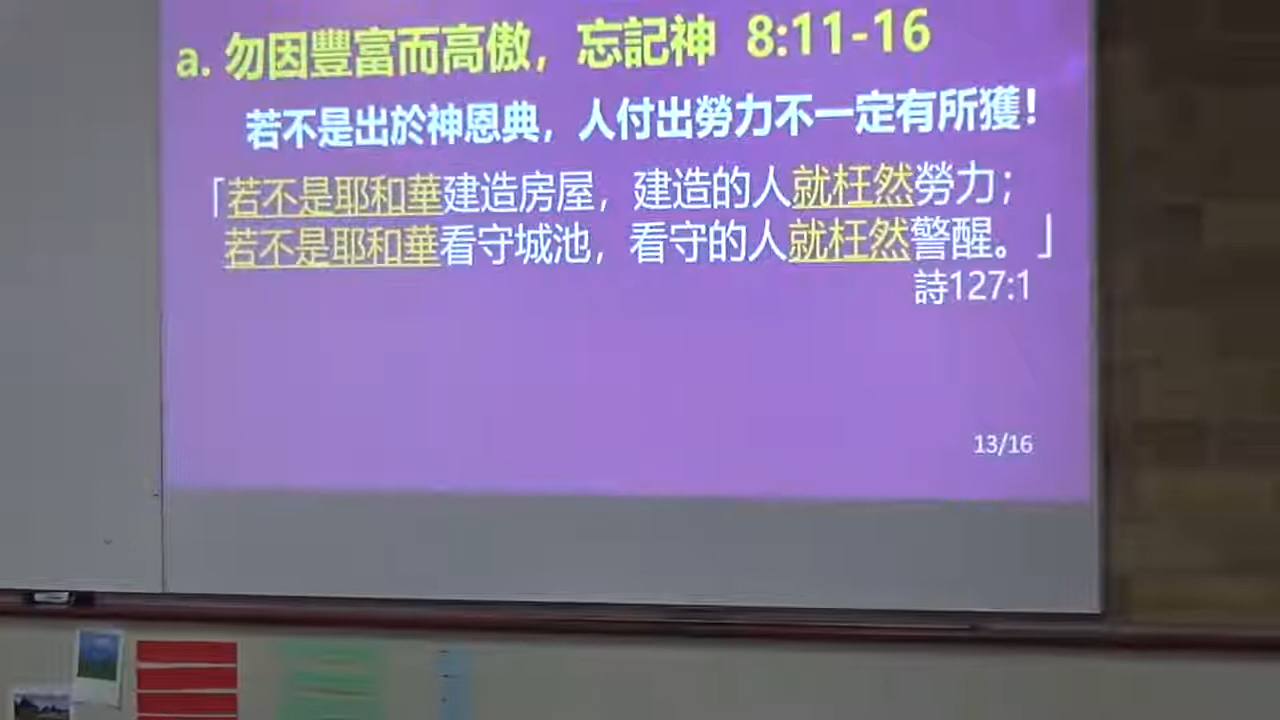 a. 勿因豐富而高傲，忘記神 8:11-16
若不是出於神恩典，人付出勞力不一定有所獲！
「若不是耶和華建造房屋，建造的人就枉然勞力；
若不是耶和華看守城池，看守的人就枉然警醒。」
詩127:1
13/16